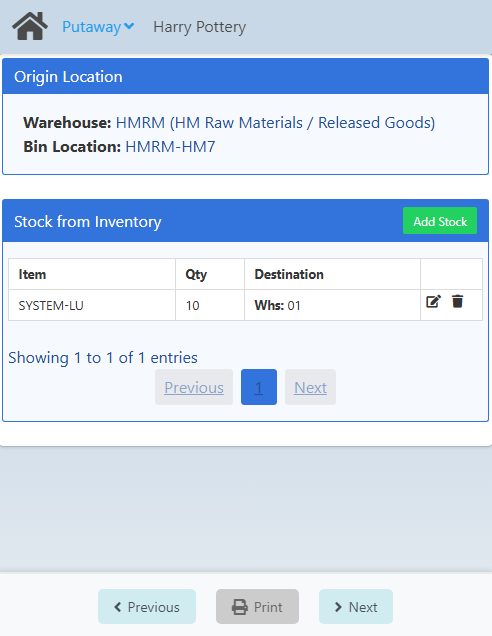 Putaway Harry Pottery
Origin Location
Warehouse: HMRM (HM Raw Materials / Released Goods)
Bin Location: HMRM-HM7
Stock from Inventory Add Stock
Item Qty Destination
SYSTEM-LU 10 Whs: 01
Showing 1 to 1 of 1 entries
Previous 1 Next
Previous Print Next